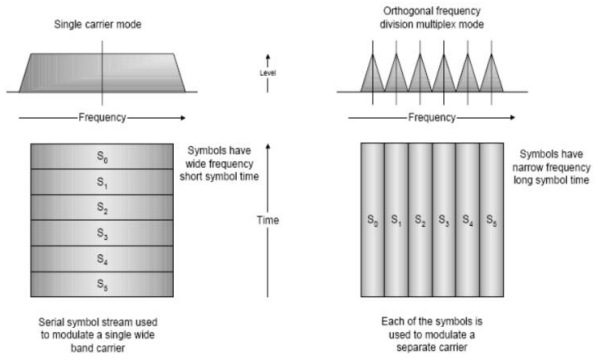 Single carrier mode
Orthogonal frequency
division multiplex mode
Level
Frequency
Frequency
S0
S1
S2
S3
S4
S5
Symbols have
wide frequency
short symbol time
Time
S0 S1 S2 S3 S4 S5
Symbols have
narrow frequency
long symbol time
Serial symbol stream used
to modulate a single wide
band carrier
Each of the symbols is
used to modulate a
separate carrier